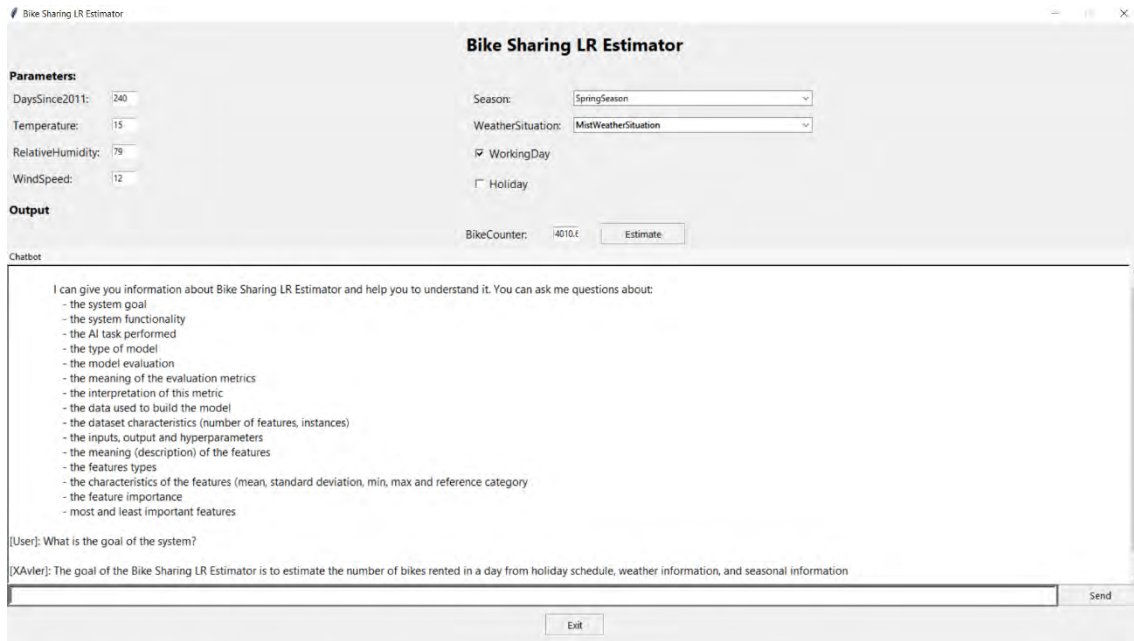 Bike Sharing LR Estimator
Bike Sharing LR Estimator
Parameters:
DaysSince2011: 240
Season: SpringSeason
Temperature: 15
WeatherSituation: MistWeatherSituation
RelativeHumidity: 79
WorkingDay
WindSpeed: 12
Holiday
Output
BikeCounter: 4010.6 Estimate
Chatbot
I can give you information about Bike Sharing LR Estimator and help you to understand it. You can ask me questions about:
- the system goal
- the system functionality
- the AI task performed
- the type of model
- the model evaluation
- the meaning of the evaluation metrics
- the interpretation of this metric
- the data used to build the model
- the dataset characteristics (number of features, instances)
- the inputs, output and hyperparameters
- the meaning (description) of the features
- the features types
- the characteristics of the features (mean, standard deviation, min, max and reference category
- the feature importance
- most and least important features
[User]: What is the goal of the system?
[XAvler]: The goal of the Bike Sharing LR Estimator is to estimate the number of bikes rented in a day from holiday schedule, weather information, and seasonal information
Send
Exit